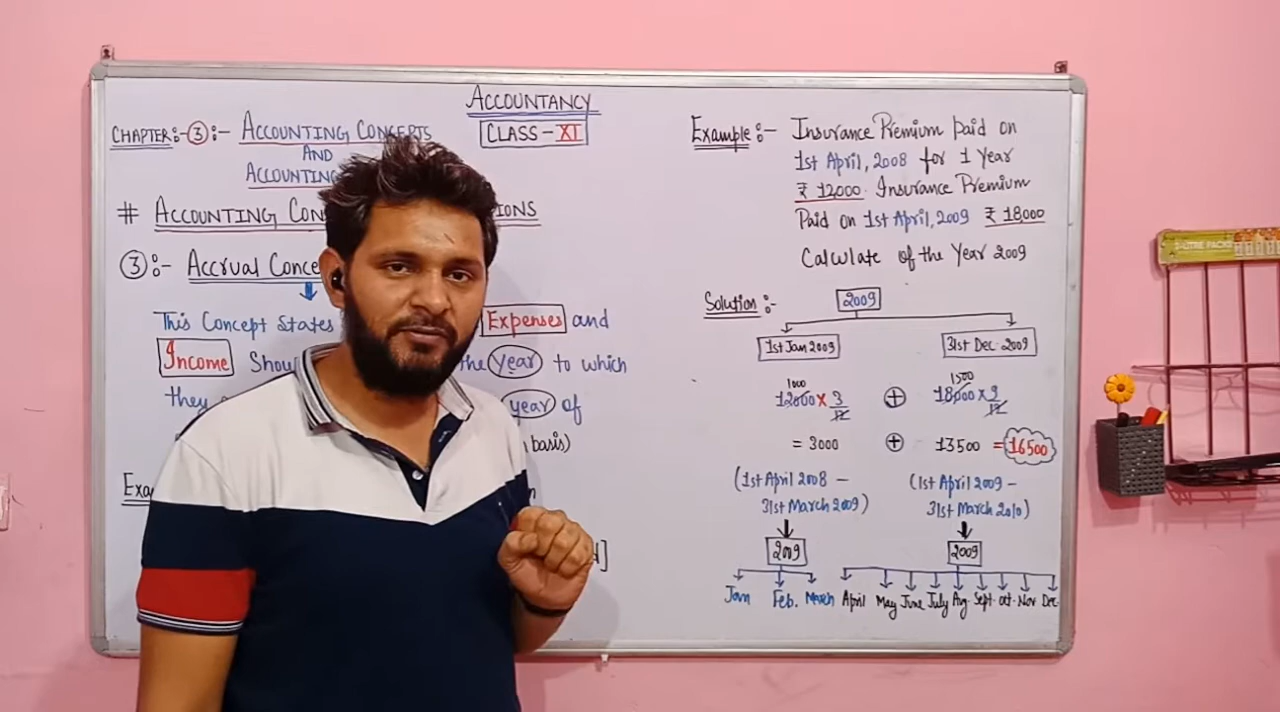 ACCOUNTANCY
CLASS - XI
CHAPTER:- 3 :- ACCOUNTING CONCEPTS
AND
ACCOUNTING
# ACCOUNTING CON IONS
3 :- Accrual Conce
This Concept States Expenses and
Income Shou the year to which
they year of
basis)
Exa
Example:- Insurance Premium paid on
1st April, 2008 for 1 Year
₹ 12000. Insurance Premium
Paid on 1st April, 2009 ₹ 18000
Calculate of the Year 2009
Solution:- 2009
1st Jan 2009 31st Dec 2009
1000 1500
12000 × 3/12 + 18000 × 9/12
= 3000 + 13500 = 16500
(1st April 2008 – (1st April 2009 –
31st March 2009) 31st March 2010)
2009 2009
Jan Feb. March April May June July Aug. Sept. Oct. Nov Dec
2-LITRE PACKS